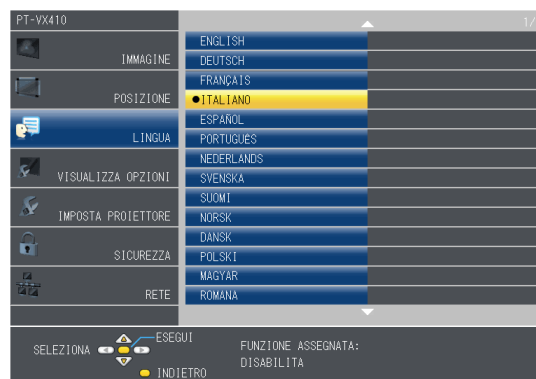 PT-VX410
1/
IMMAGINE
POSIZIONE
LINGUA
VISUALIZZA OPZIONI
IMPOSTA PROIETTORE
SICUREZZA
RETE
ENGLISH
DEUTSCH
FRANÇAIS
●ITALIANO
ESPAÑOL
PORTUGUÊS
NEDERLANDS
SVENSKA
SUOMI
NORSK
DANSK
POLSKI
MAGYAR
ROMANA
SELEZIONA
ESEGUI
INDIETRO
FUNZIONE ASSEGNATA:
DISABILITA